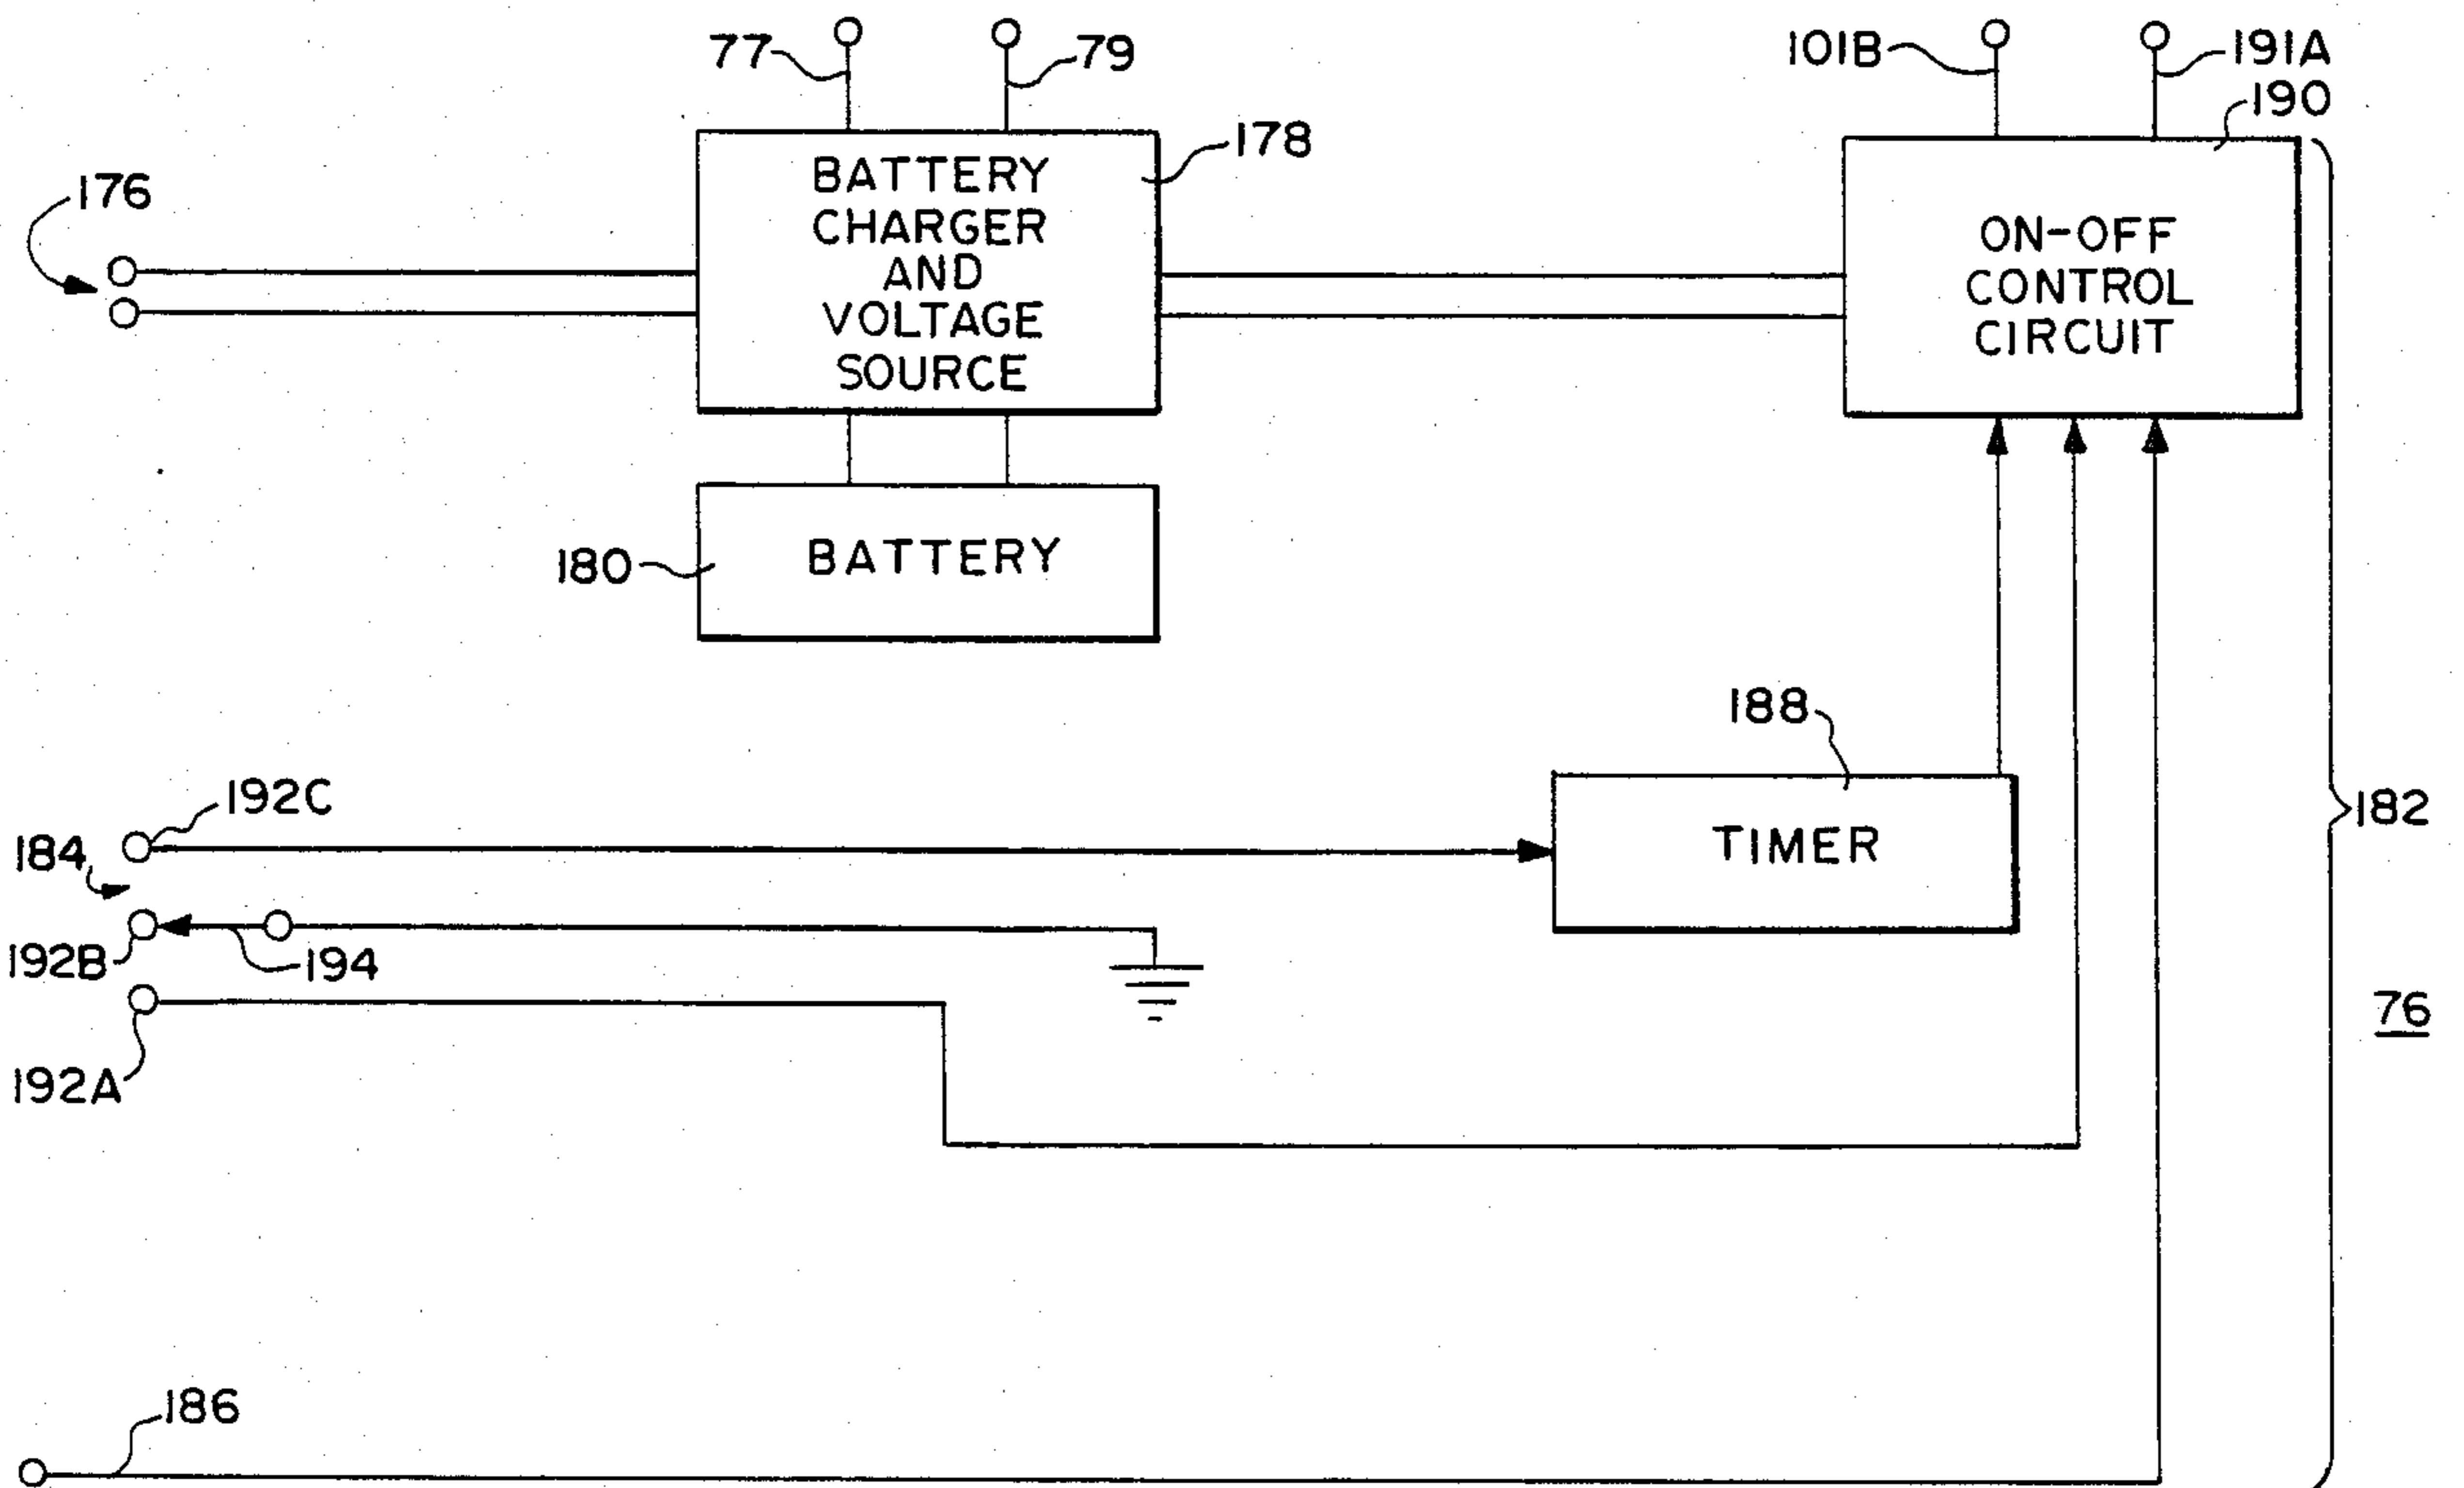 77
79
101B
191A
190
178
176
BATTERY
CHARGER
AND
VOLTAGE
SOURCE
ON-OFF
CONTROL
CIRCUIT
180
BATTERY
188
192C
184
TIMER
182
192B
194
76
192A
186